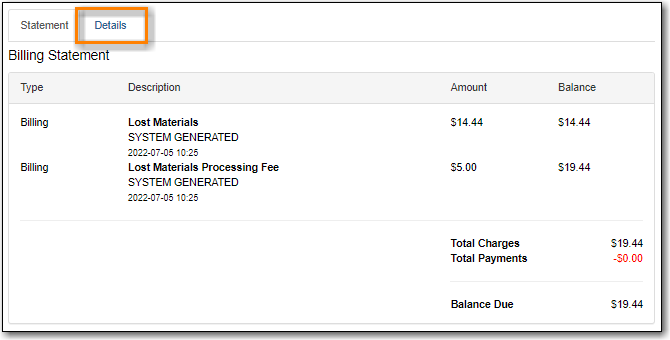 Statement Details
Billing Statement
Type Description Amount Balance
Billing Lost Materials $14.44 $14.44
SYSTEM GENERATED
2022-07-05 10:25
Billing Lost Materials Processing Fee $5.00 $19.44
SYSTEM GENERATED
2022-07-05 10:25
Total Charges $19.44
Total Payments -$0.00
Balance Due $19.44